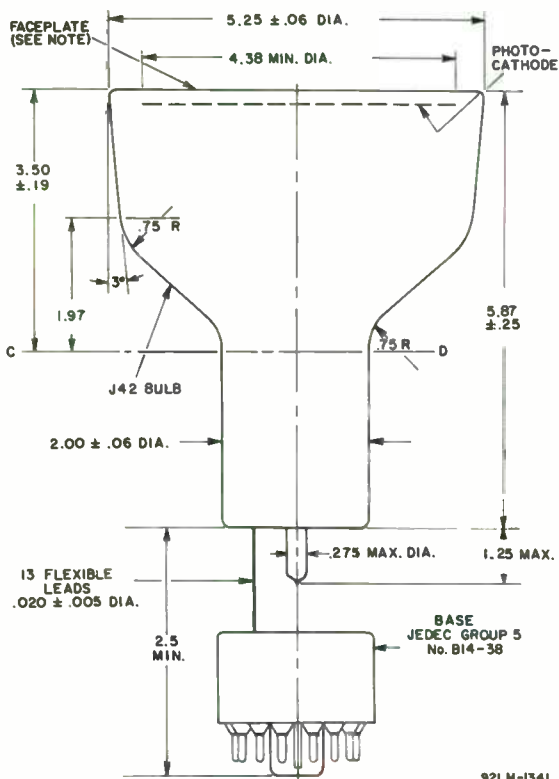 5.25 ± .06 DIA.
FACEPLATE
(SEE NOTE)
4.38 MIN. DIA.
PHOTO-
CATHODE
3.50
±.19
.75 R
3°
1.97
5.87
±.25
C
D
.75 R
J42 BULB
2.00 ± .06 DIA.
.275 MAX. DIA.
1.25 MAX.
13 FLEXIBLE
LEADS
.020 ± .005 DIA.
2.5
MIN.
BASE
JEDEC GROUP 5
No. B14-38
92LM-1341